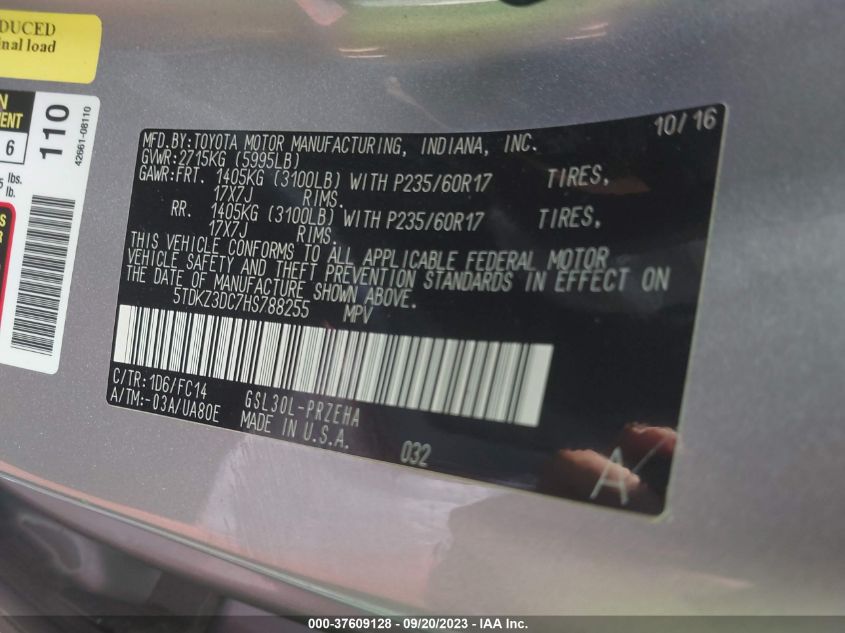 DUCED
nal load
N
ENT
6
lbs.
lb.
S
R
110
42661-08110
10/16
MFD.BY:TOYOTA MOTOR MANUFACTURING, INDIANA, INC.
GVWR:2715KG (5995LB)
GAWR:FRT. 1405KG (3100LB) WITH P235/60R17 TIRES,
17X7J RIMS.
RR. 1405KG (3100LB) WITH P235/60R17 TIRES,
17X7J RIMS.
THIS VEHICLE CONFORMS TO ALL APPLICABLE FEDERAL MOTOR
VEHICLE SAFETY AND THEFT PREVENTION STANDARDS IN EFFECT ON
THE DATE OF MANUFACTURE SHOWN ABOVE.
5TDKZ3DC7HS788255 MPV
C/TR:1D6/FC14
A/TM:-03A/UA80E GSL30L-PRZEHA
MADE IN U.S.A.
032
A
000-37609128 - 09/20/2023 - IAA Inc.